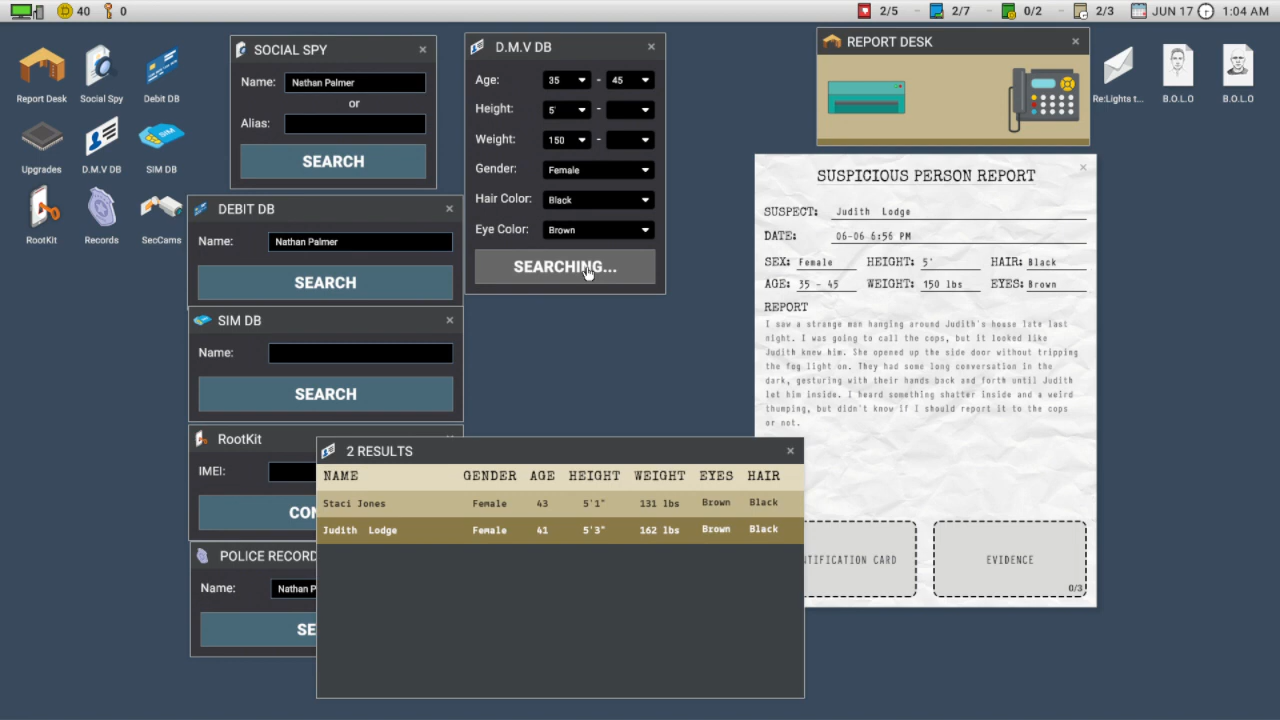 40 0 2/5 2/7 0/2 2/3 JUN 17 1:04 AM
Report Desk
Social Spy
Debit DB
Upgrades
D.M.V DB
SIM DB
RootKit
Records
SecCams
SOCIAL SPY
Name: Nathan Palmer
or
Alias:
SEARCH
DEBIT DB
Name: Nathan Palmer
SEARCH
SIM DB
Name:
SEARCH
RootKit
IMEI:
CON
POLICE RECORD
Name: Nathan P
SE
D.M.V DB
Age: 35 - 45
Height: 5' -
Weight: 150 -
Gender: Female
Hair Color: Black
Eye Color: Brown
SEARCHING...
2 RESULTS
NAME GENDER AGE HEIGHT WEIGHT EYES HAIR
Staci Jones Female 43 5'1" 131 lbs Brown Black
Judith Lodge Female 41 5'3" 162 lbs Brown Black
REPORT DESK
Re:Lights t...
B.O.L.O
B.O.L.O
SUSPICIOUS PERSON REPORT
SUSPECT: Judith Lodge
DATE: 06-06 6:56 PM
SEX: Female HEIGHT: 5' HAIR: Black
AGE: 35 - 45 WEIGHT: 150 lbs EYES: Brown
REPORT
I saw a strange man hanging around Judith's house late last
night. I was going to call the cops, but it looked like
Judith knew him. She opened up the side door without tripping
the fog light on. They had some long conversation in the
dark, gesturing with their hands back and forth until Judith
let him inside. I heard something shatter inside and a weird
thumping, but didn't know if I should report it to the cops
or not.
NTIFICATION CARD
EVIDENCE
0/3